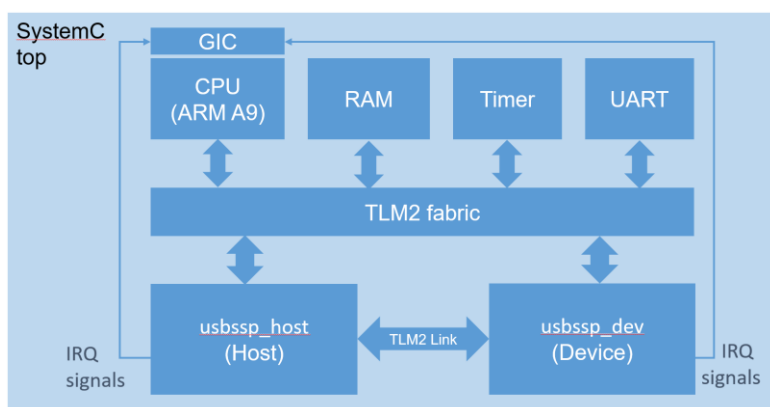 SystemC
top
GIC
CPU
(ARM A9)
RAM
Timer
UART
TLM2 fabric
usbssp_host
(Host)
TLM2 Link
usbssp_dev
(Device)
IRQ
signals
IRQ
signals